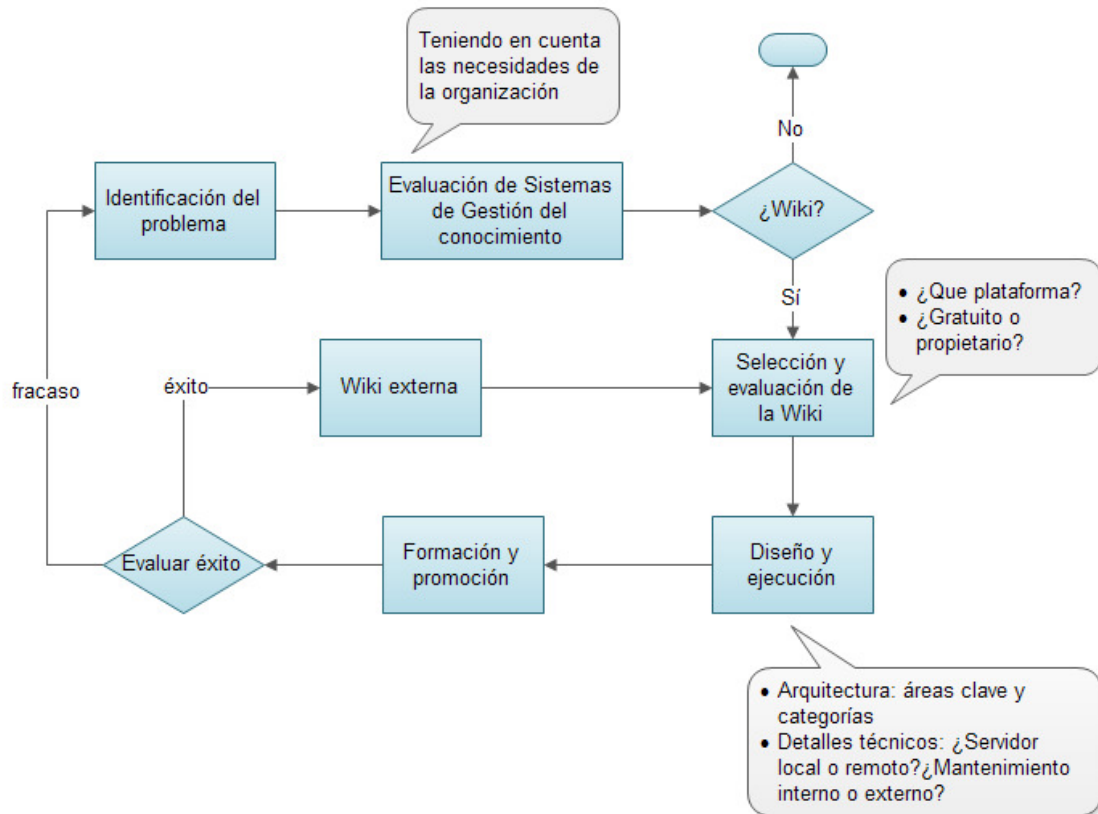 Teniendo en cuenta
las necesidades de
la organización
No
Identificación del
problema
Evaluación de Sistemas
de Gestión del
conocimiento
¿Wiki?
Sí
• ¿Que plataforma?
• ¿Gratuito o
propietario?
fracaso
éxito
Wiki externa
Selección y
evaluación de
la Wiki
Evaluar éxito
Formación y
promoción
Diseño y
ejecución
• Arquitectura: áreas clave y
categorías
• Detalles técnicos: ¿Servidor
local o remoto?¿Mantenimiento
interno o externo?